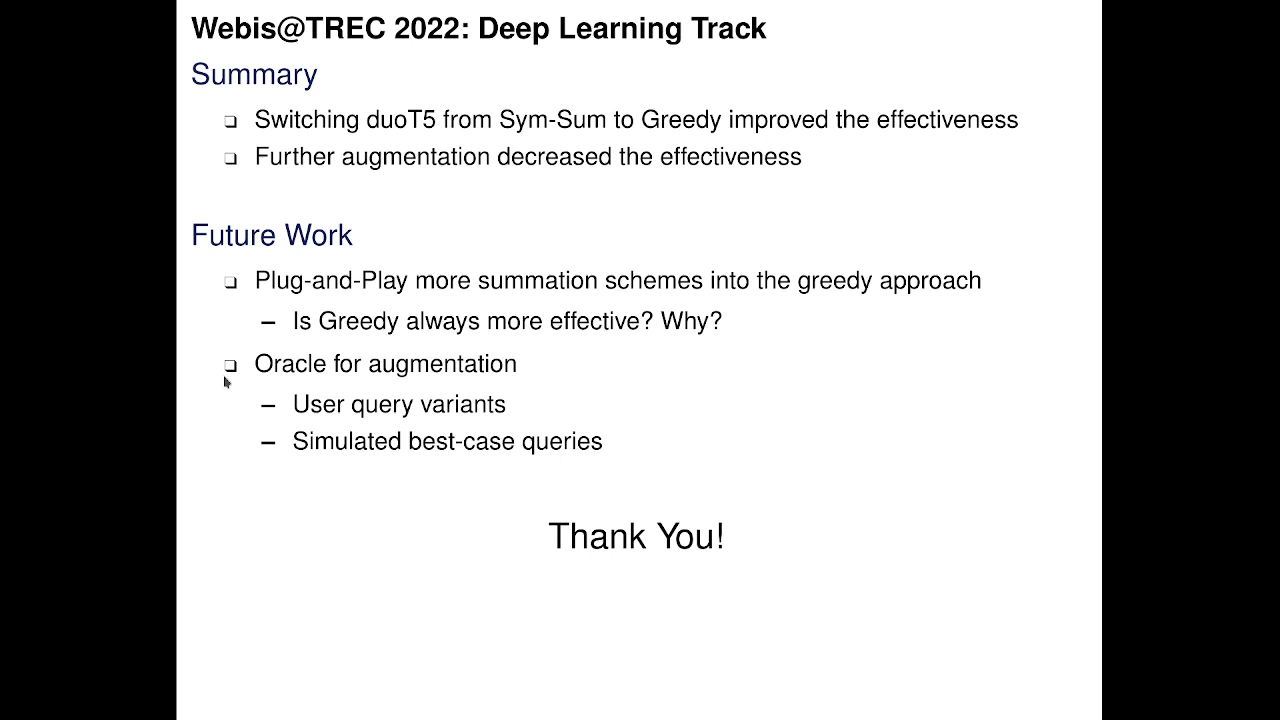 Webis@TREC 2022: Deep Learning Track
Summary
❑ Switching duoT5 from Sym-Sum to Greedy improved the effectiveness
❑ Further augmentation decreased the effectiveness
Future Work
❑ Plug-and-Play more summation schemes into the greedy approach
– Is Greedy always more effective? Why?
❑ Oracle for augmentation
– User query variants
– Simulated best-case queries
Thank You!